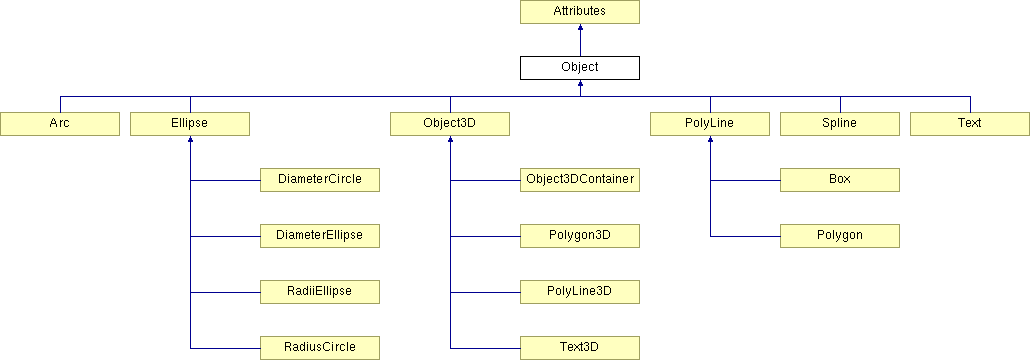 Attributes
Object
Arc
Ellipse
Object3D
PolyLine
Spline
Text
DiameterCircle
Object3DContainer
Box
DiameterEllipse
Polygon3D
Polygon
RadiiEllipse
PolyLine3D
RadiusCircle
Text3D